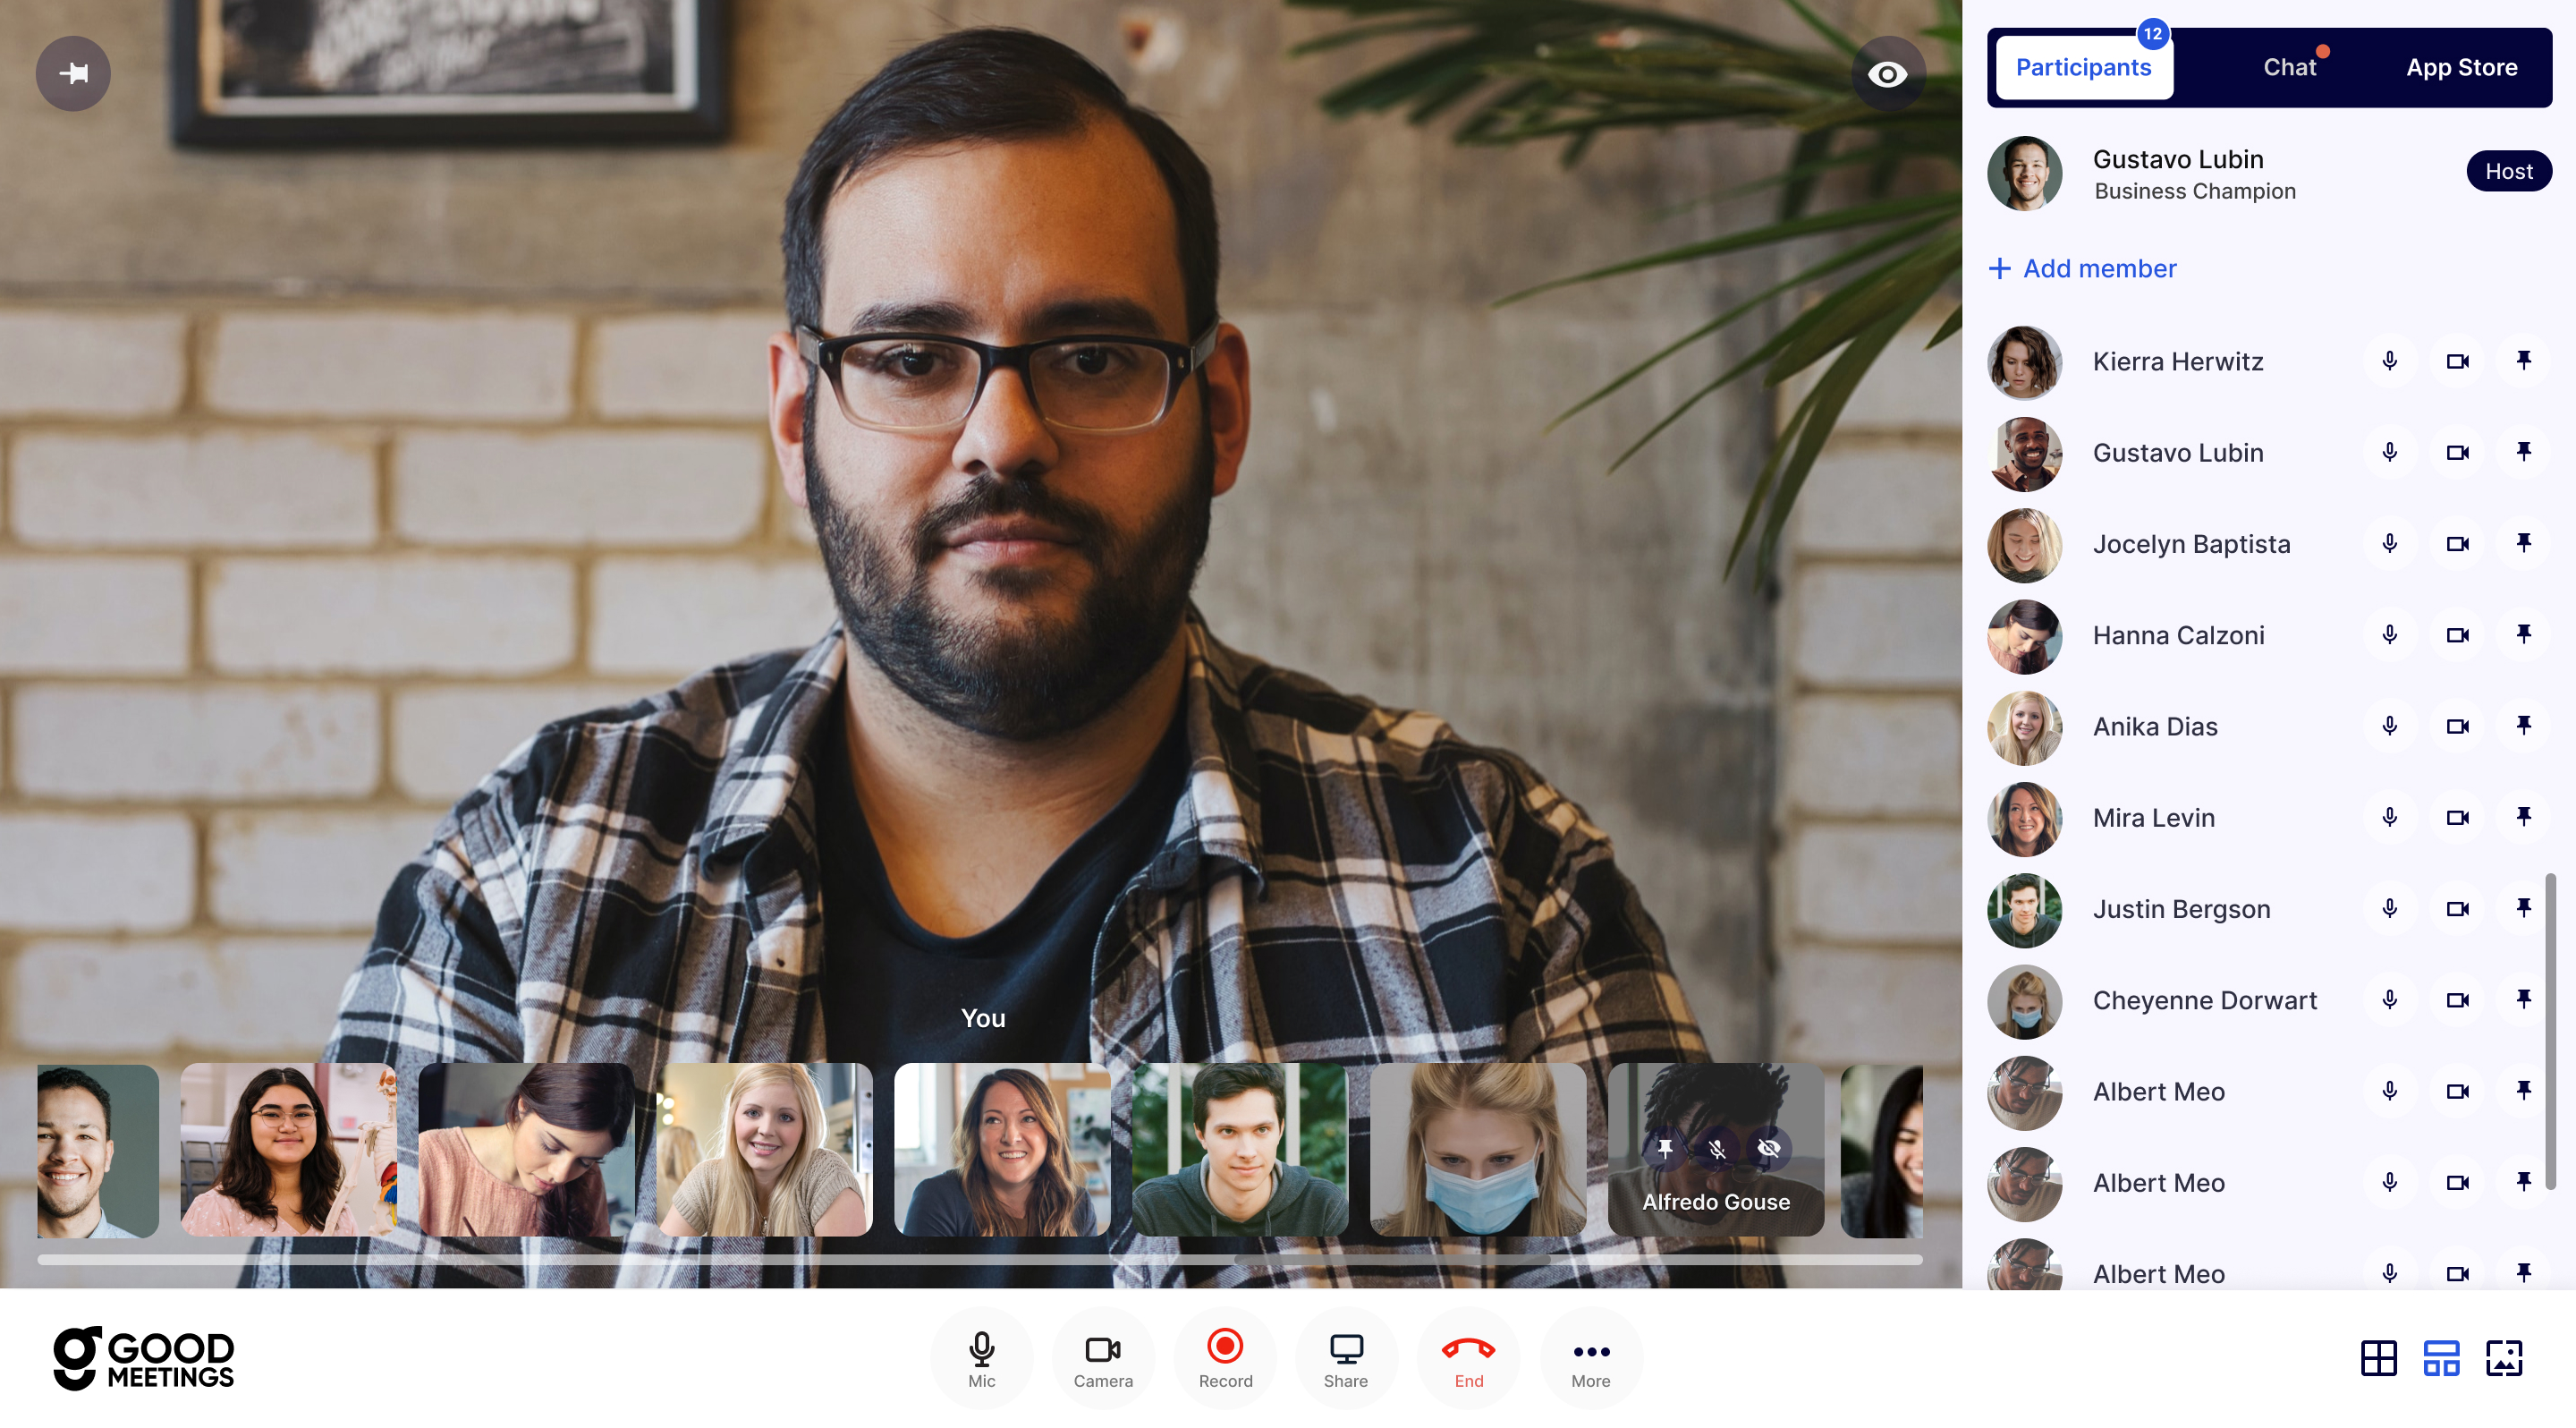 Participants
12
Chat
App Store
Gustavo Lubin
Business Champion
Host
+ Add member
Kierra Herwitz
Gustavo Lubin
Jocelyn Baptista
Hanna Calzoni
Anika Dias
Mira Levin
Justin Bergson
Cheyenne Dorwart
Albert Meo
Albert Meo
Albert Meo
You
Alfredo Gouse
GOOD
MEETINGS
Mic
Camera
Record
Share
End
More